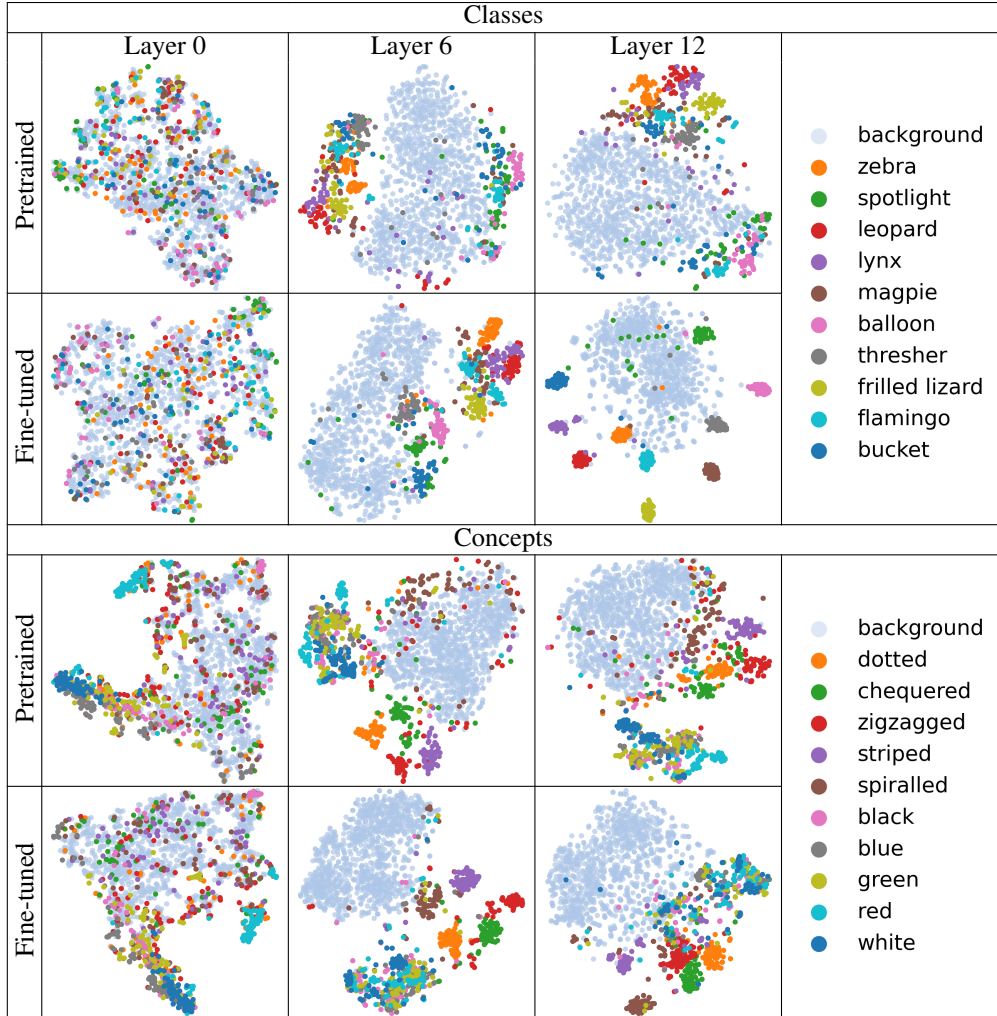 Classes
Layer 0 Layer 6 Layer 12
Pretrained
Fine-tuned
background
zebra
spotlight
leopard
lynx
magpie
balloon
thresher
frilled lizard
flamingo
bucket
Concepts
Pretrained
Fine-tuned
background
dotted
chequered
zigzagged
striped
spiralled
black
blue
green
red
white